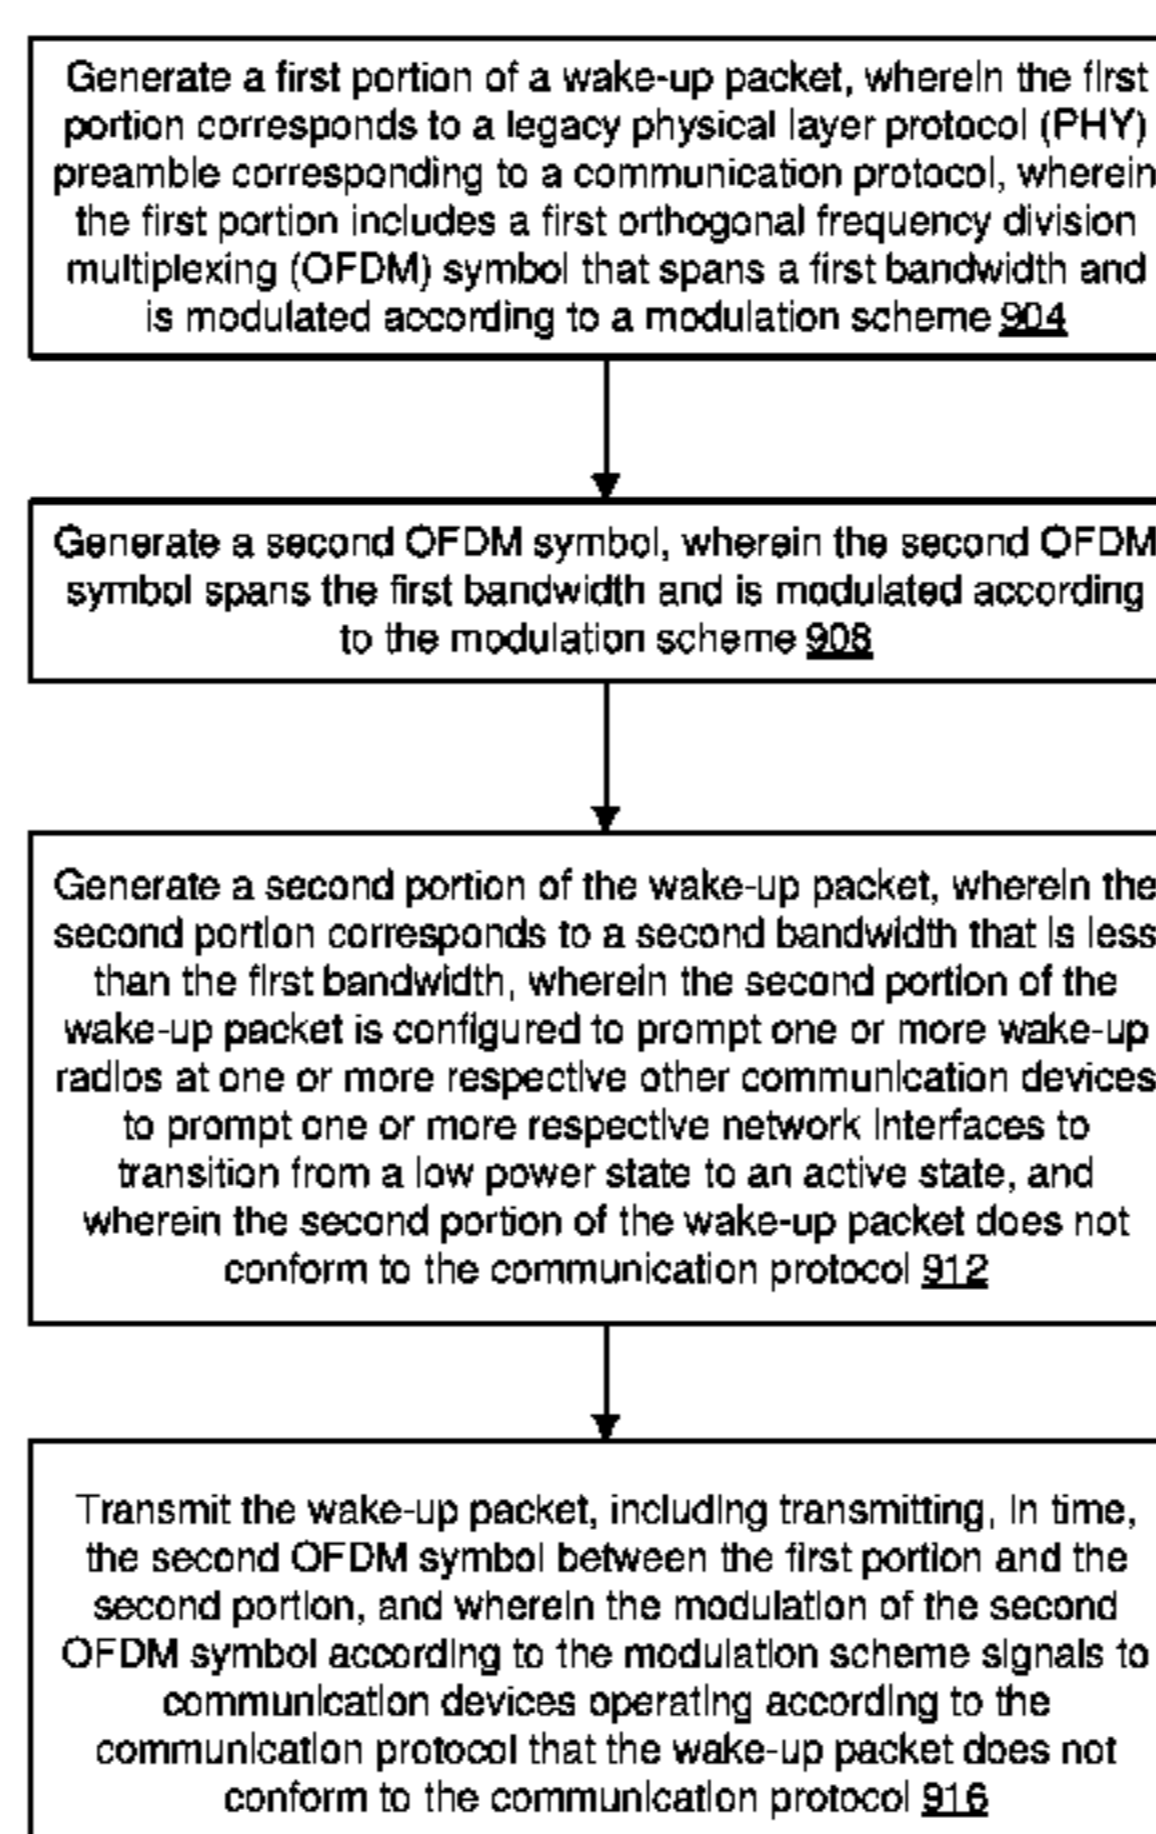 Generate a first portion of a wake-up packet, wherein the first
portion corresponds to a legacy physical layer protocol (PHY)
preamble corresponding to a communication protocol, wherein
the first portion includes a first orthogonal frequency division
multiplexing (OFDM) symbol that spans a first bandwidth and
is modulated according to a modulation scheme 904
Generate a second OFDM symbol, wherein the second OFDM
symbol spans the first bandwidth and is modulated according
to the modulation scheme 908
Generate a second portion of the wake-up packet, wherein the
second portion corresponds to a second bandwidth that is less
than the first bandwidth, wherein the second portion of the
wake-up packet is configured to prompt one or more wake-up
radios at one or more respective other communication devices
to prompt one or more respective network interfaces to
transition from a low power state to an active state, and
wherein the second portion of the wake-up packet does not
conform to the communication protocol 912
Transmit the wake-up packet, including transmitting, in time,
the second OFDM symbol between the first portion and the
second portion, and wherein the modulation of the second
OFDM symbol according to the modulation scheme signals to
communication devices operating according to the
communication protocol that the wake-up packet does not
conform to the communication protocol 916